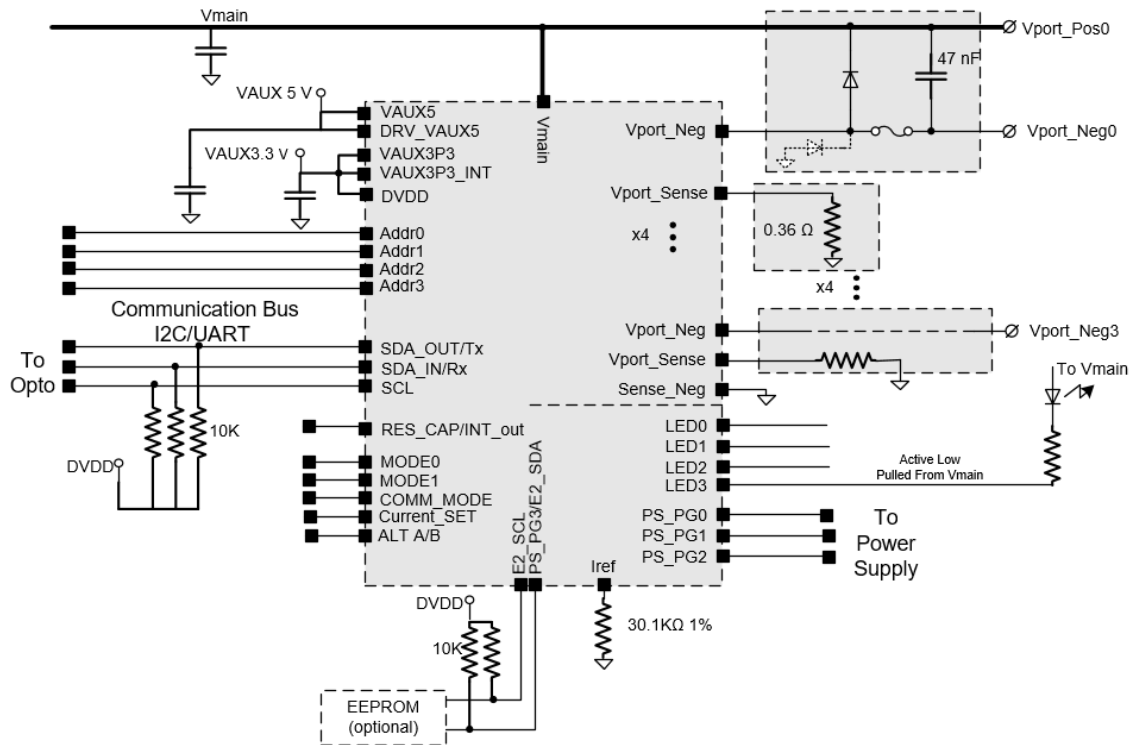 Vmain
Vport_Pos0
47 nF
VAUX 5 V
VAUX5
DRV_VAUX5
Vmain
Vport_Neg
Vport_Neg0
VAUX3.3 V
VAUX3P3
VAUX3P3_INT
DVDD
Vport_Sense
0.36 Ω
x4
x4
Addr0
Addr1
Addr2
Addr3
Communication Bus
I2C/UART
To
Opto
SDA_OUT/Tx
SDA_IN/Rx
SCL
10K
DVDD
Vport_Neg
Vport_Neg3
Vport_Sense
Sense_Neg
To Vmain
RES_CAP/INT_out
MODE0
MODE1
COMM_MODE
Current_SET
ALT A/B
LED0
LED1
LED2
LED3
Active Low
Pulled From Vmain
PS_PG0
PS_PG1
PS_PG2
To
Power
Supply
E2_SCL
PS_PG3/E2_SDA
Iref
30.1KΩ 1%
DVDD
10K
EEPROM
(optional)